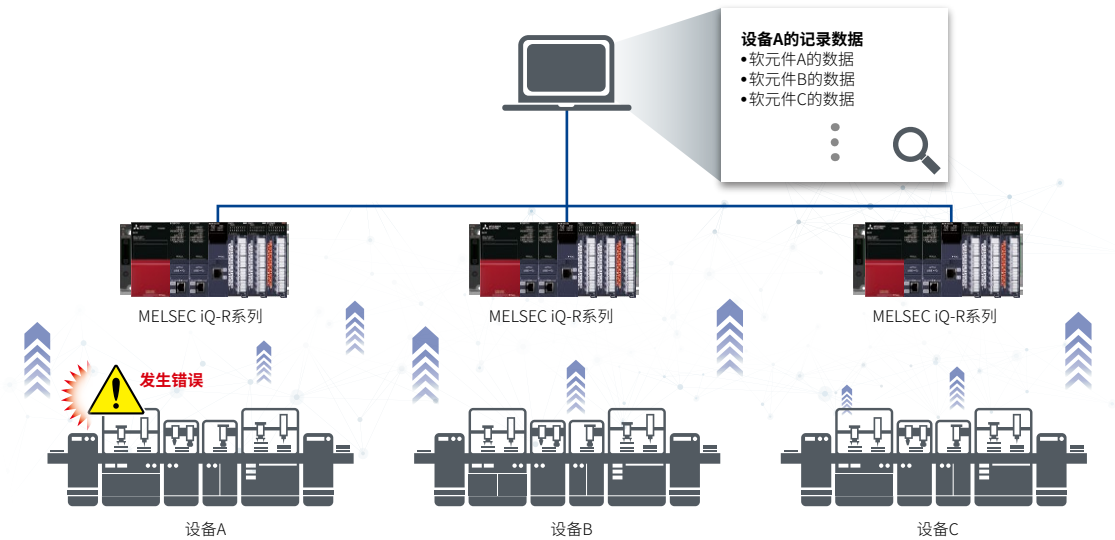 设备A的记录数据
•软元件A的数据
•软元件B的数据
•软元件C的数据
MELSEC iQ-R系列
MELSEC iQ-R系列
MELSEC iQ-R系列
发生错误
设备A
设备B
设备C